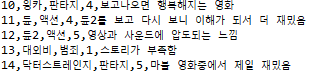 10,웡카,판타지,4,보고나오면 행복해지는 영화
11,듄,액션,4,듄2를 보고 다시 보니 이해가 되서 더 재밌음
12,듄2,액션,5,영상과 사운드에 압도되는 느낌
13,대외비,범죄,1,스토리가 부족함
14,닥터스트레인지,판타지,5,마블 영화중에서 제일 재밌음